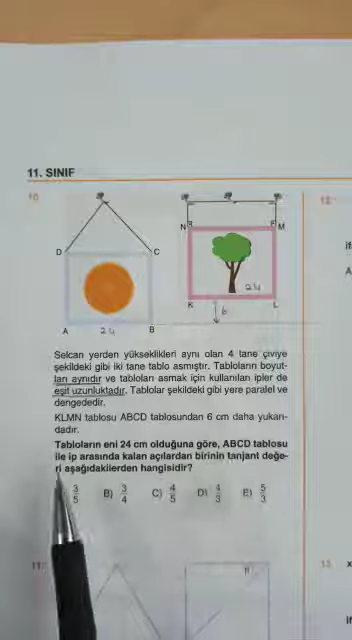 11. SINIF
10.
12.
N
M
D
C
24
K
L
6
A
24
B
if
A
Selcan yerden yükseklikleri aynı olan 4 tane çiviye
şekildeki gibi iki tane tablo asmıştır. Tabloların boyut-
ları aynıdır ve tabloları asmak için kullanılan ipler de
eşit uzunluktadır. Tablolar şekildeki gibi yere paralel ve
dengededir.
KLMN tablosu ABCD tablosundan 6 cm daha yukarı-
dadır.
Tabloların eni 24 cm olduğuna göre, ABCD tablosu
ile ip arasında kalan açılardan birinin tanjant değe-
ri aşağıdakilerden hangisidir?
3/5 B) 3/4 C) 4/5 D) 4/3 E) 5/3
11.
13.
x
if